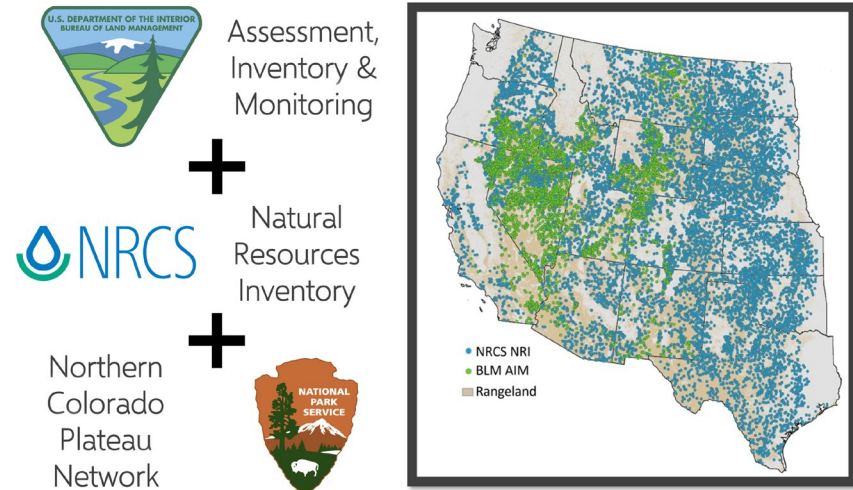 U.S. DEPARTMENT OF THE INTERIOR
BUREAU OF LAND MANAGEMENT
Assessment,
Inventory &
Monitoring
+
NRCS
Natural
Resources
Inventory
+
Northern
Colorado
Plateau
Network
NATIONAL
PARK
SERVICE
NRCS NRI
BLM AIM
Rangeland